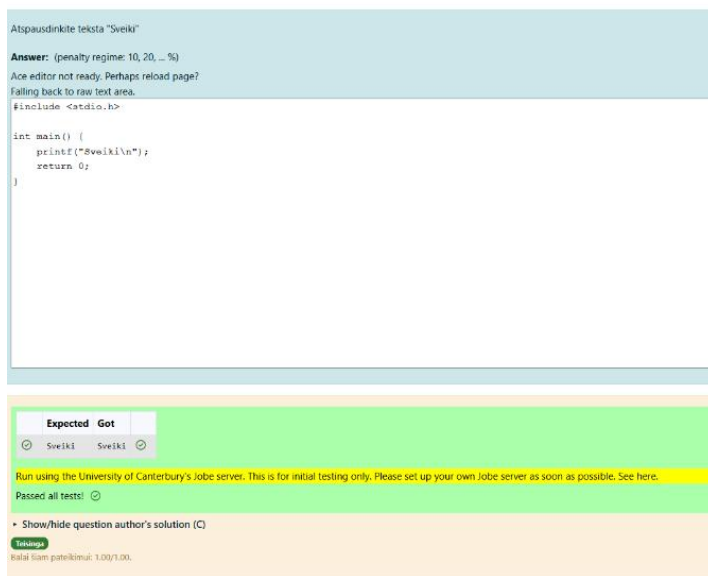 Atspausdinkite teksta "Sveiki"
Answer: (penalty regime: 10, 20, ... %)
Ace editor not ready. Perhaps reload page?
Falling back to raw text area.
#include <stdio.h>
int main() {
    printf("Sveiki\n");
    return 0;
}
Expected Got
Sveiki Sveiki
Run using the University of Canterbury's Jobe server. This is for initial testing only. Please set up your own Jobe server as soon as possible. See here.
Passed all tests!
Show/hide question author's solution (C)
Teisinga
Balai šiam pateikimui: 1.00/1.00.